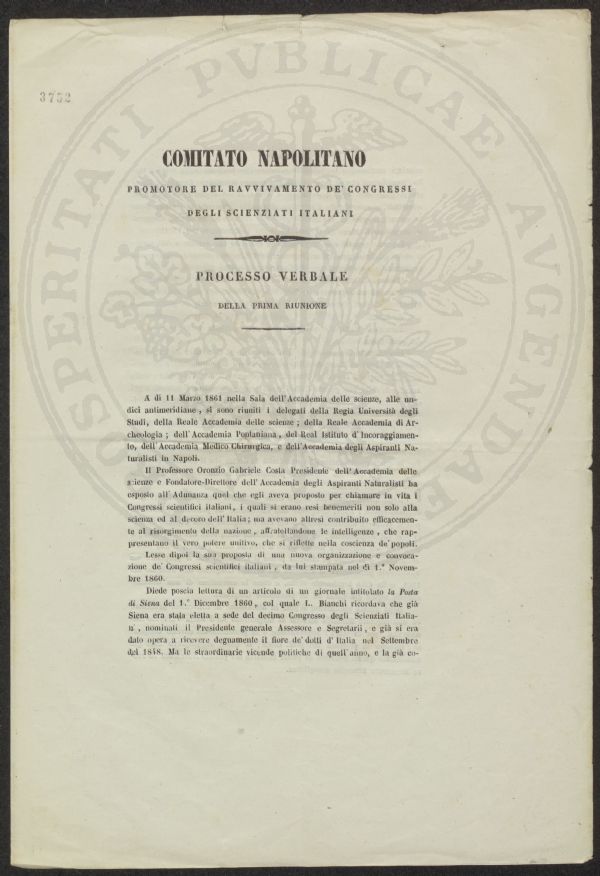 3752
PROSPERITATI PVBLICAE AVGENDAE
COMITATO NAPOLITANO
PROMOTORE DEL RAVVIVAMENTO DE' CONGRESSI
DEGLI SCIENZIATI ITALIANI
PROCESSO VERBALE
DELLA PRIMA RIUNIONE
A dì 11 Marzo 1861 nella Sala dell'Accademia delle scienze, alle un-
dici antimeridiane, si sono riuniti i delegati della Regia Università degli
Studi, della Reale Accademia delle scienze; della Reale Accademia di Ar-
cheologia; dell'Accademia Pontaniana, del Real Istituto d'Incoraggiamen-
to, dell'Accademia Medico Chirurgica, e dell'Accademia degli Aspiranti Na-
turalisti in Napoli.
Il Professore Oronzio Gabriele Costa Presidente dell'Accademia delle
scienze e Fondatore-Direttore dell'Accademia degli Aspiranti Naturalisti ha
esposto all'Adunanza quel che egli aveva proposto per chiamare in vita i
Congressi scientifici italiani, i quali si erano resi benemeriti non solo alla
scienza ed al decoro dell'Italia; ma avevano altresì contribuito efficacemen-
te al risorgimento della nazione, affratellandone le intelligenze, che rap-
presentano il vero potere unitivo, che si riflette nella coscienza de'popoli.
Lesse dipoi la sua proposta di una nuova organizzazione e convoca-
zione de' Congressi scientifici italiani, da lui stampata nel dì 1.° Novem-
bre 1860.
Diede poscia lettura di un articolo di un giornale intitolato la Posta
di Siena del 1.° Dicembre 1860, col quale L. Bianchi ricordava che già
Siena era stata eletta a sede del decimo Congresso degli Scienziati Italia-
n', nominati il Presidente generale Assessore e Segretarii, e già si era
dato opera a ricevere degnamente il fiore de' dotti d'Italia nel Settembre
del 1848. Ma le straordinarie vicende politiche di quell'anno, e la già co-